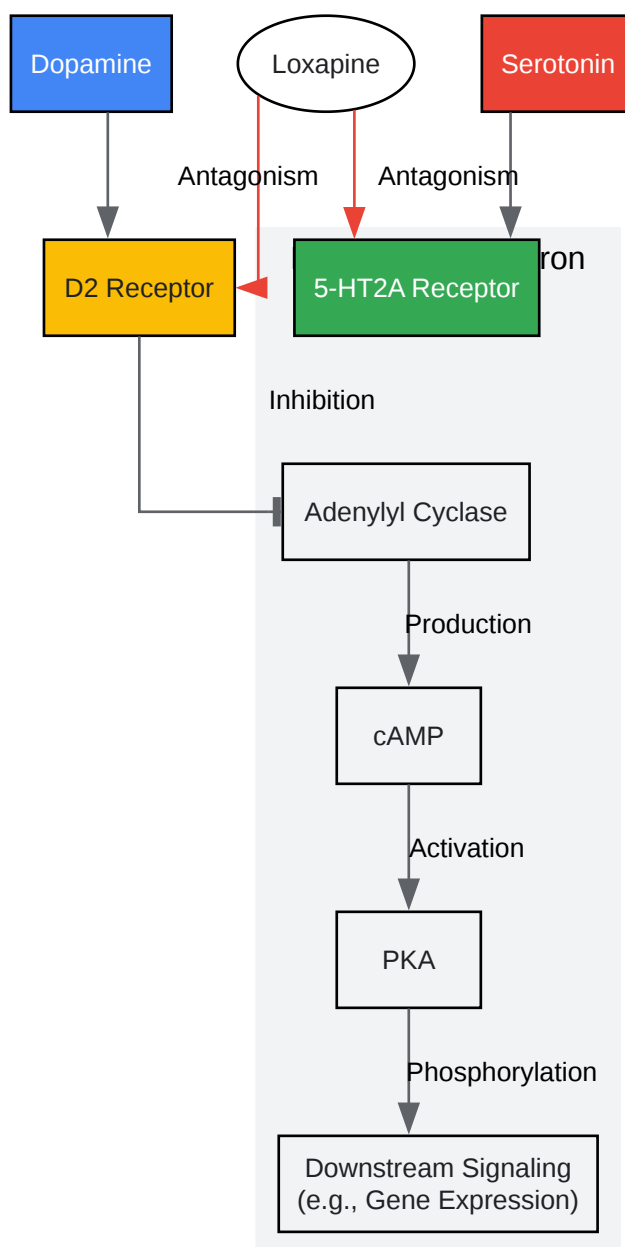 Dopamine
Loxapine
Serotonin
Antagonism
Antagonism
D2 Receptor
5-HT2A Receptor
Inhibition
Adenylyl Cyclase
Production
cAMP
Activation
PKA
Phosphorylation
Downstream Signaling
(e.g., Gene Expression)